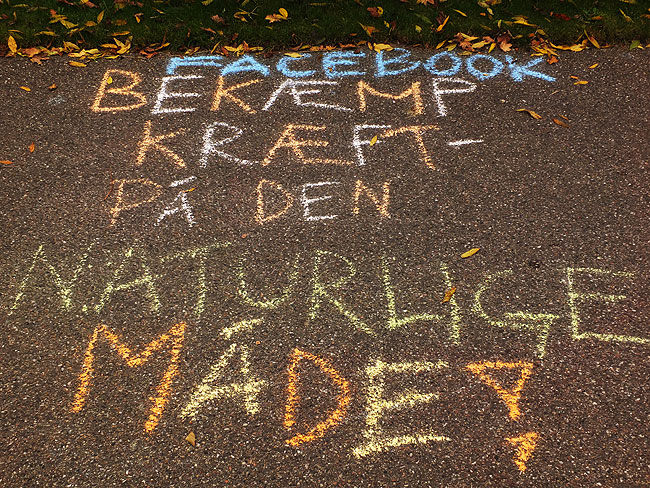 FACEBOOK
BEKÆMP
KRÆFT-
PÅ DEN
NATURLIGE
MÅDE!